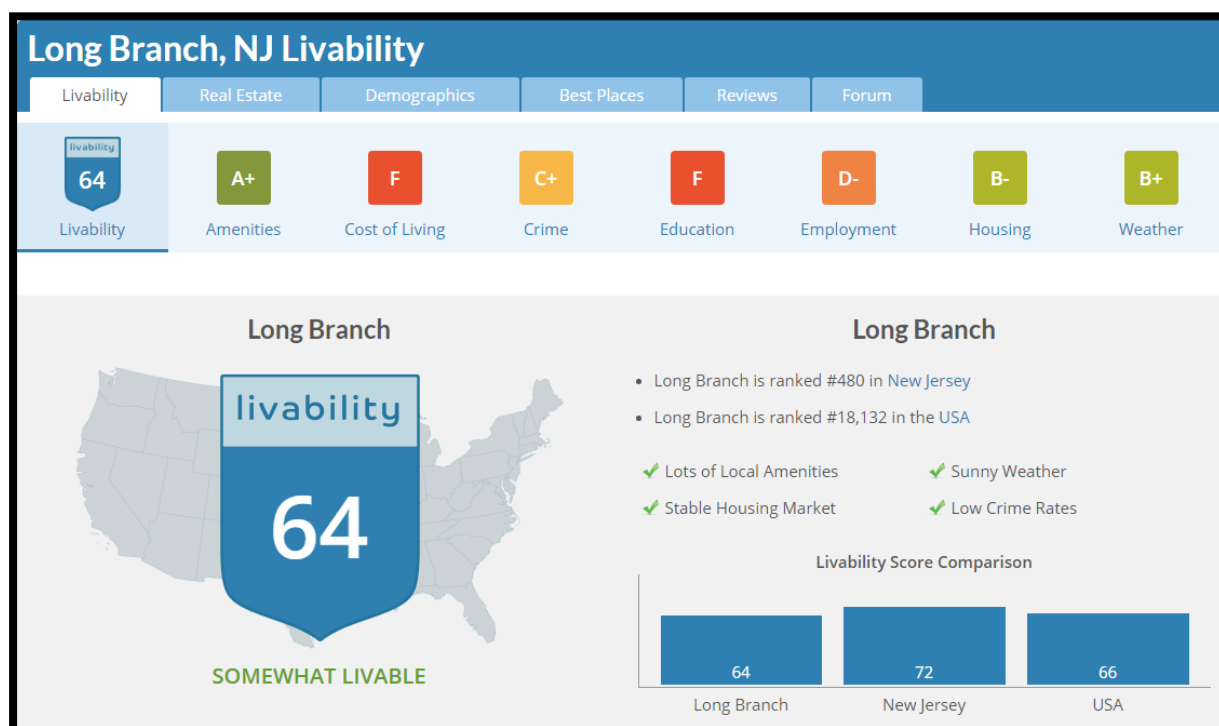 Long Branch, NJ Livability
Livability Real Estate Demographics Best Places Reviews Forum
livability
64 A+ F C+ F D- B- B+
Livability Amenities Cost of Living Crime Education Employment Housing Weather
Long Branch
livability
64
SOMEWHAT LIVABLE
Long Branch
• Long Branch is ranked #480 in New Jersey
• Long Branch is ranked #18,132 in the USA
Lots of Local Amenities Sunny Weather
Stable Housing Market Low Crime Rates
Livability Score Comparison
64 72 66
Long Branch New Jersey USA